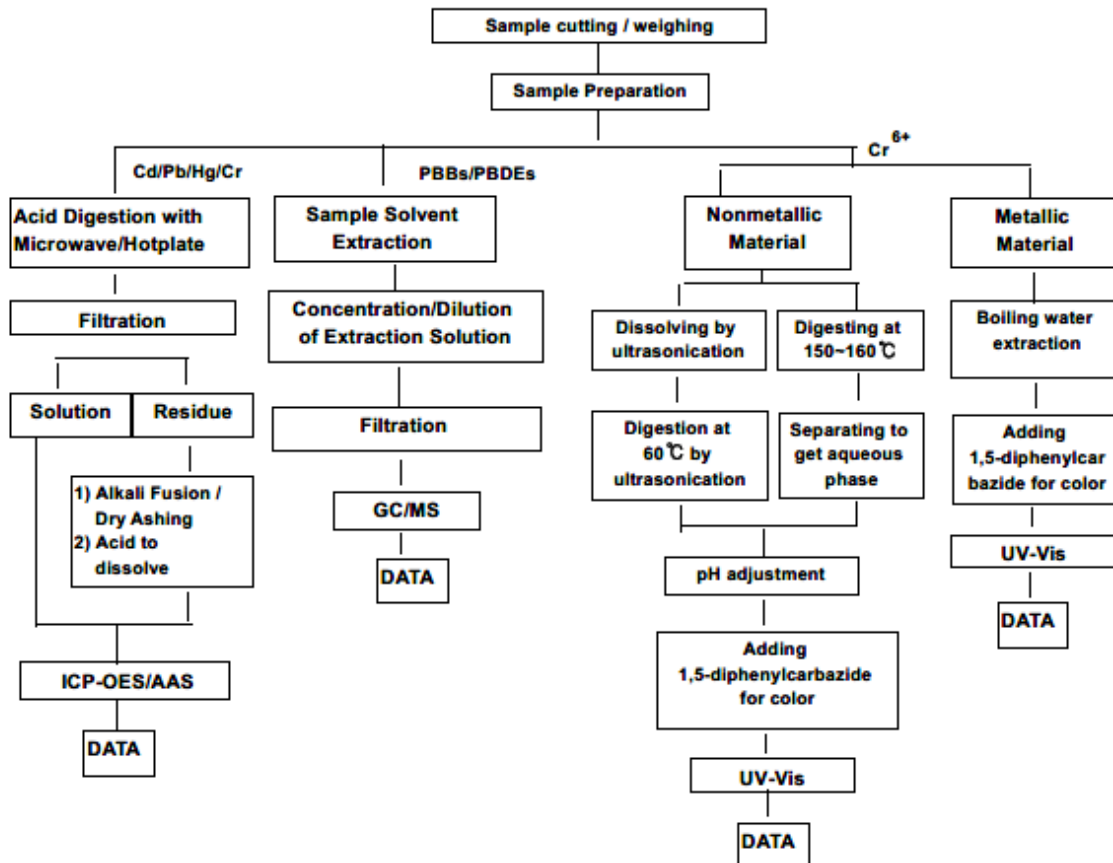 Sample cutting / weighing
Sample Preparation
Cd/Pb/Hg/Cr
PBBs/PBDEs
Cr6+
Acid Digestion with
Microwave/Hotplate
Filtration
Solution
Residue
1) Alkali Fusion /
Dry Ashing
2) Acid to
dissolve
ICP-OES/AAS
DATA
Sample Solvent
Extraction
Concentration/Dilution
of Extraction Solution
Filtration
GC/MS
DATA
Nonmetallic
Material
Dissolving by
ultrasonication
Digestion at
60℃ by
ultrasonication
Digesting at
150~160℃
Separating to
get aqueous
phase
pH adjustment
Adding
1,5-diphenylcarbazide
for color
UV-Vis
DATA
Metallic
Material
Boiling water
extraction
Adding
1,5-diphenylcar
bazide for color
UV-Vis
DATA